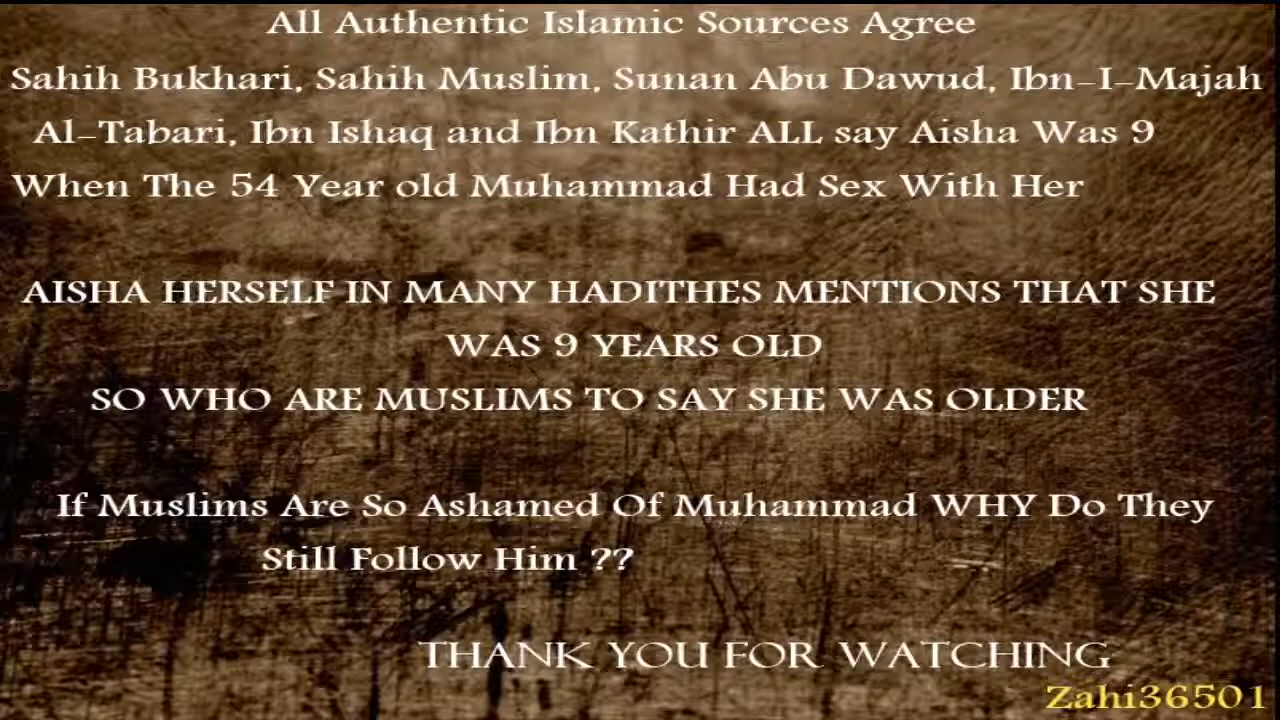 All Authentic Islamic Sources Agree
Sahih Bukhari, Sahih Muslim, Sunan Abu Dawud, Ibn-I-Majah
Al-Tabari, Ibn Ishaq and Ibn Kathir ALL say Aisha Was 9
When The 54 Year old Muhammad Had Sex With Her
AISHA HERSELF IN MANY HADITHES MENTIONS THAT SHE
WAS 9 YEARS OLD
SO WHO ARE MUSLIMS TO SAY SHE WAS OLDER
If Muslims Are So Ashamed Of Muhammad WHY Do They
Still Follow Him ??
THANK YOU FOR WATCHING
Zahi36501